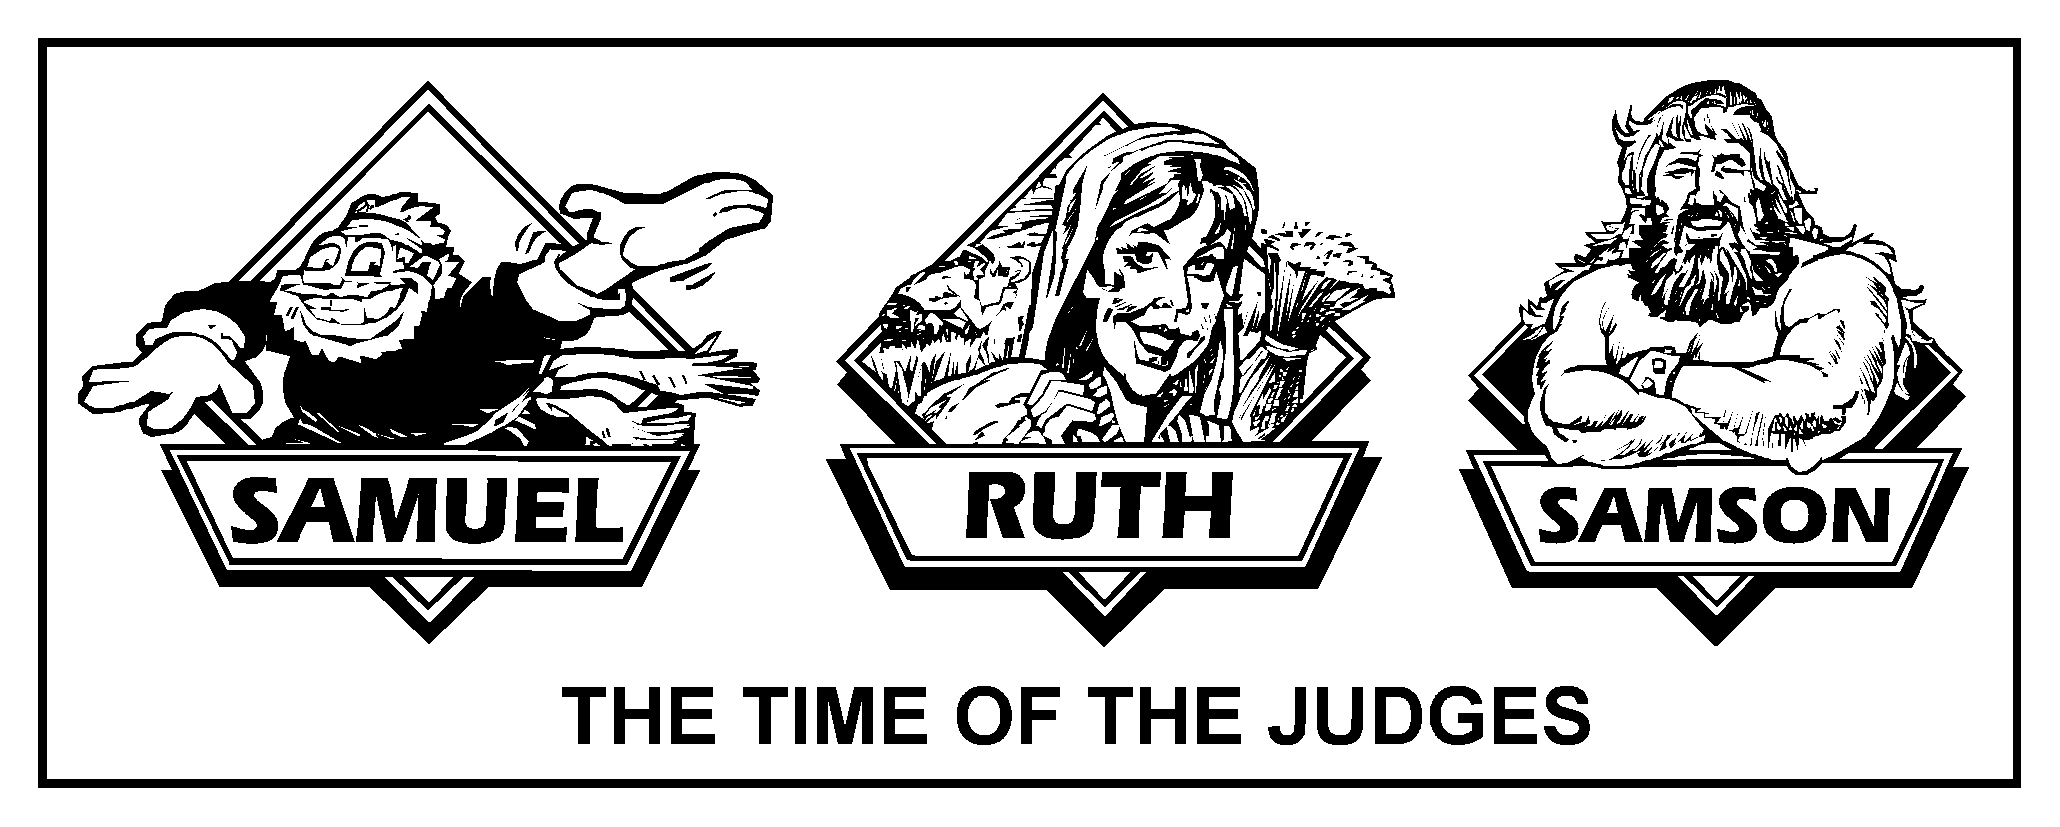 SAMUEL
RUTH
SAMSON
THE TIME OF THE JUDGES